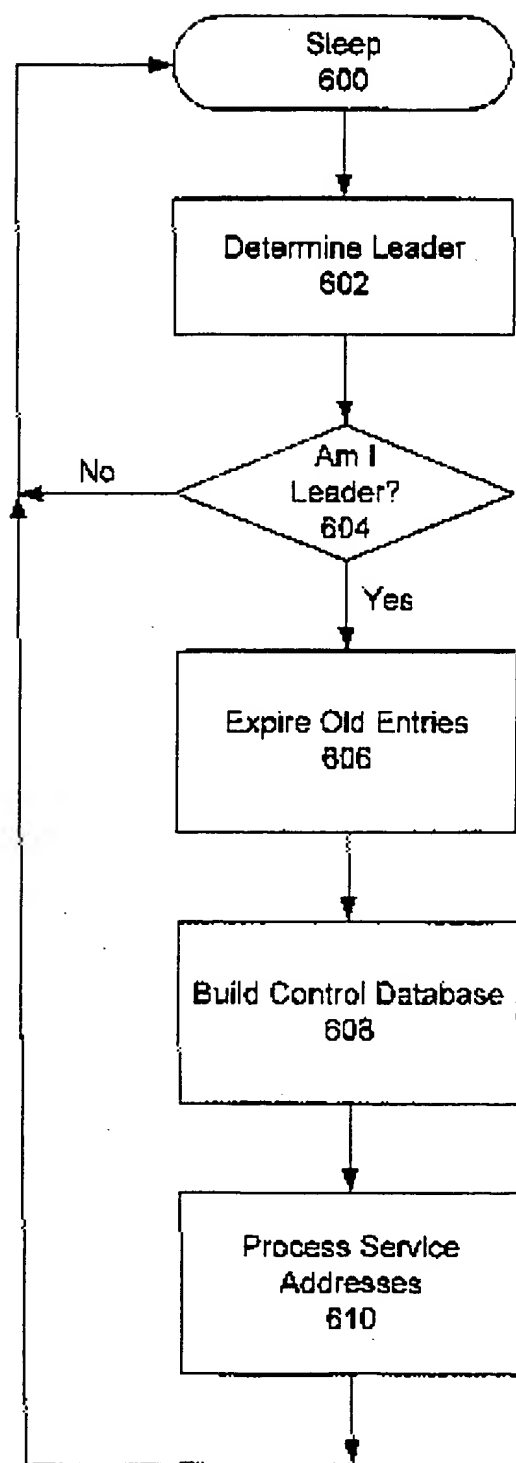 Sleep
600
Determine Leader
602
Am I
Leader?
604
No
Yes
Expire Old Entries
606
Build Control Database
608
Process Service
Addresses
610